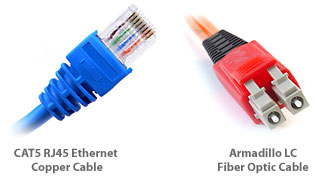 CAT5 RJ45 Ethernet
Copper Cable
Armadillo LC
Fiber Optic Cable